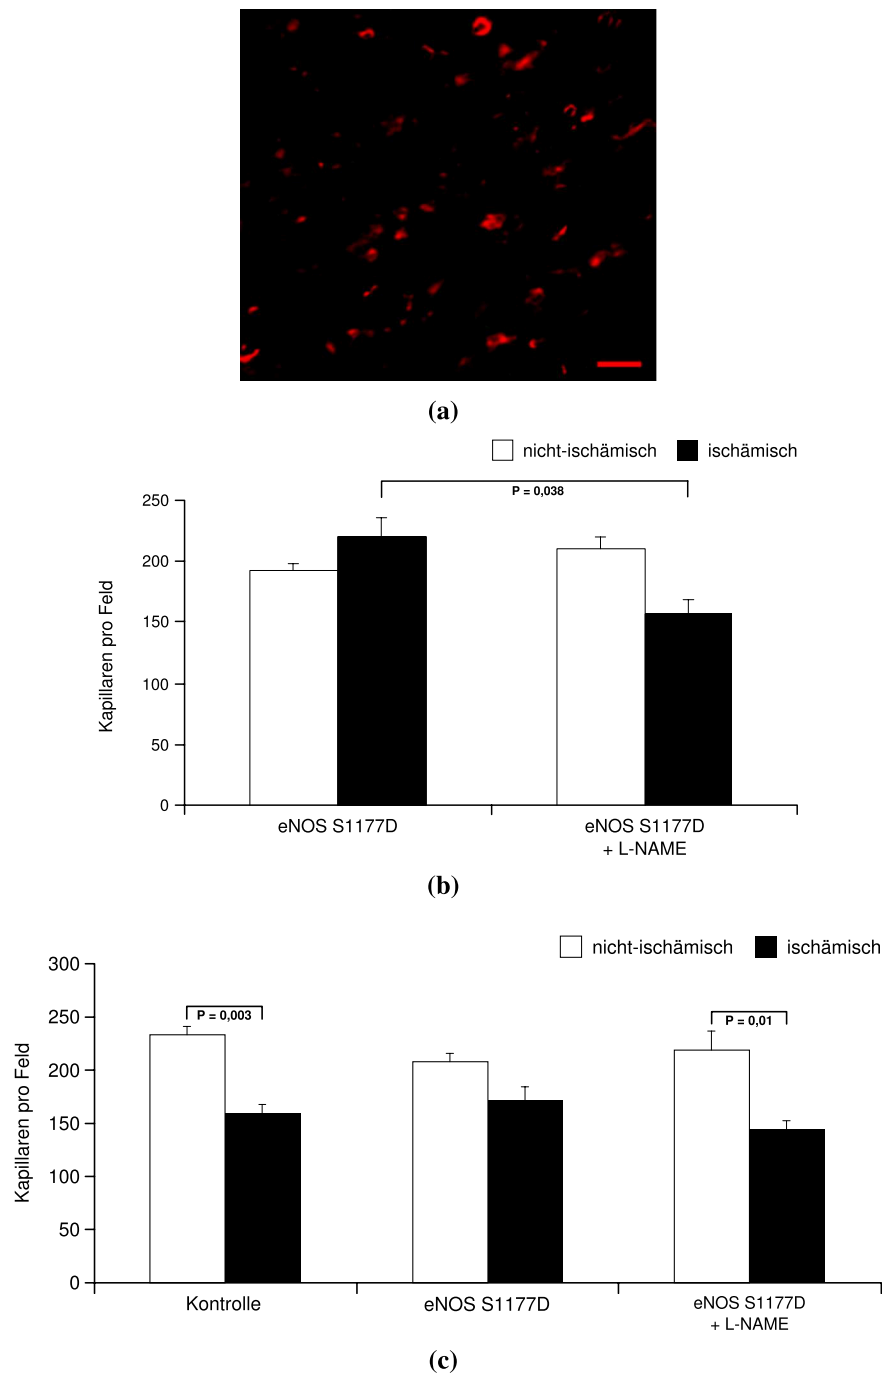 (a)
nicht-ischämisch ischämisch
P = 0,038
250
200
150
100
50
0
Kapillaren pro Feld
eNOS S1177D eNOS S1177D
+ L-NAME
(b)
nicht-ischämisch ischämisch
300
250
200
150
100
50
0
Kapillaren pro Feld
P = 0,003 P = 0,01
Kontrolle eNOS S1177D eNOS S1177D
+ L-NAME
(c)